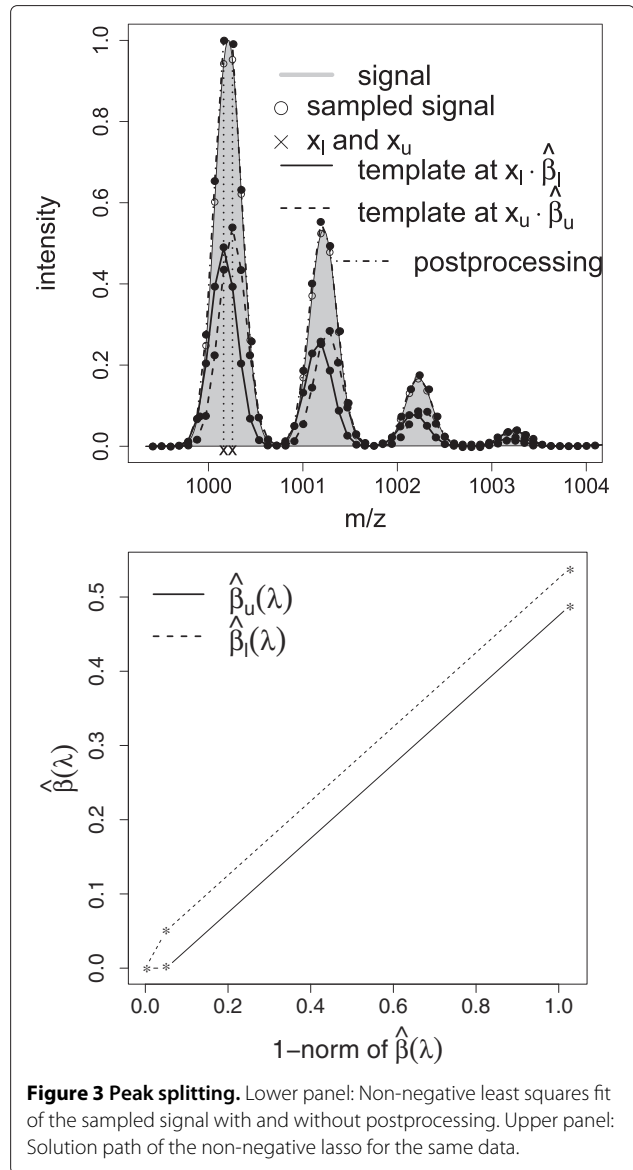 1.0
0.8
0.6
0.4
0.2
0.0
intensity
signal
sampled signal
x_l and x_u
template at x_l · β̂_l
template at x_u · β̂_u
postprocessing
x x
1000 1001 1002 1003 1004
m/z
0.5
0.4
0.3
0.2
0.1
0.0
β̂(λ)
β̂_u(λ)
β̂_l(λ)
0.0 0.2 0.4 0.6 0.8 1.0
1−norm of β̂(λ)
Figure 3 Peak splitting. Lower panel: Non-negative least squares fit
of the sampled signal with and without postprocessing. Upper panel:
Solution path of the non-negative lasso for the same data.